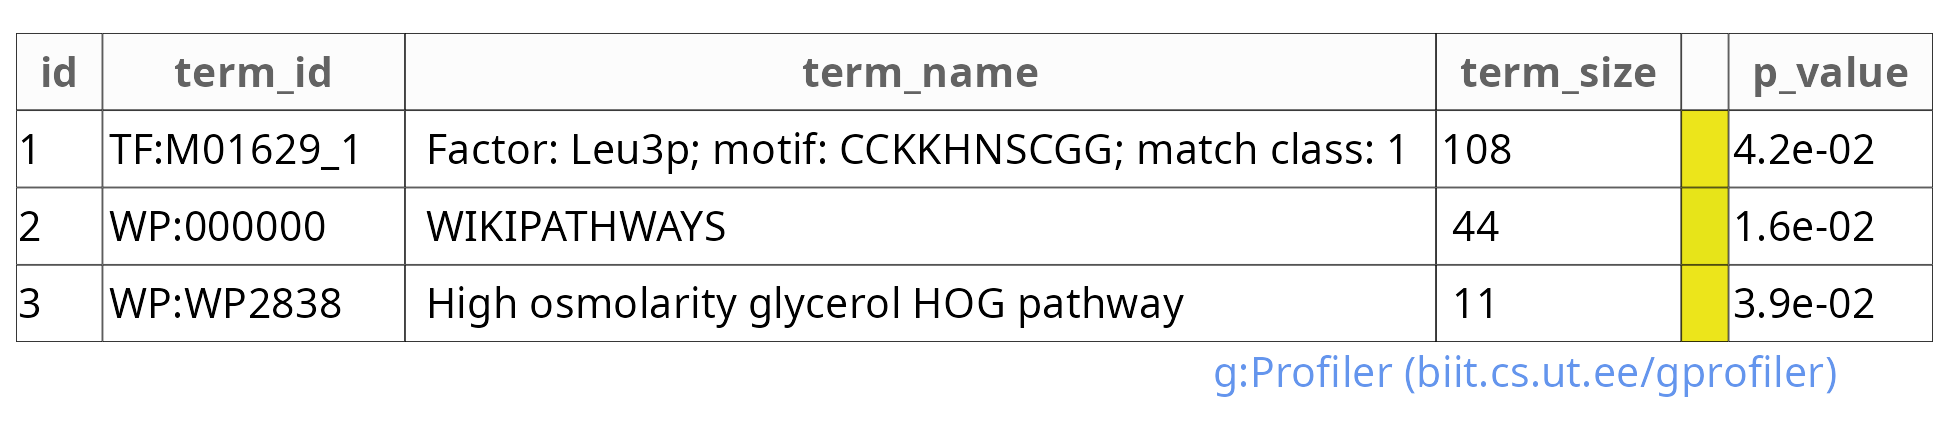 id term_id term_name term_size p_value
1 TF:M01629_1 Factor: Leu3p; motif: CCKKHNSCGG; match class: 1 108 4.2e-02
2 WP:000000 WIKIPATHWAYS 44 1.6e-02
3 WP:WP2838 High osmolarity glycerol HOG pathway 11 3.9e-02
g:Profiler (biit.cs.ut.ee/gprofiler)